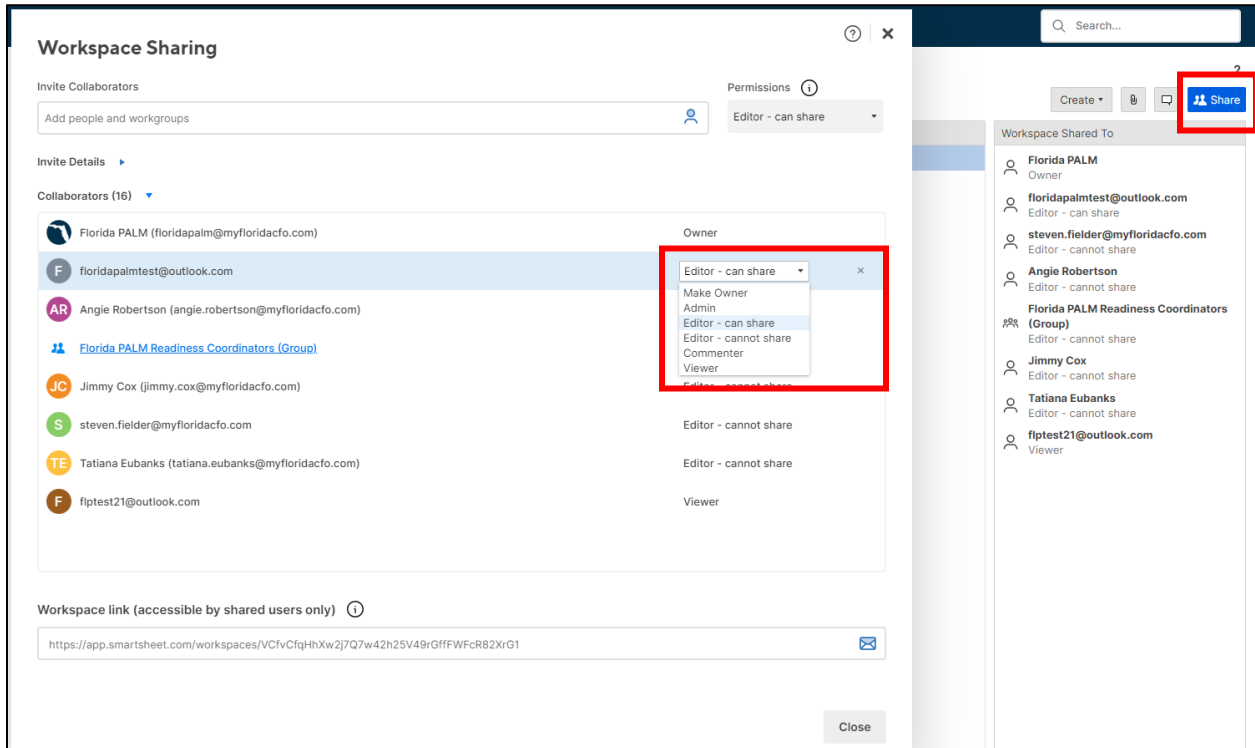 Workspace Sharing
?
Search...
Invite Collaborators
Permissions i
?
Add people and workgroups
Editor - can share
Create
Share
Workspace Shared To
Invite Details
Collaborators (16)
Florida PALM (floridapalm@myfloridacfo.com)
Owner
F
floridapalmtest@outlook.com
Editor - can share
×
Make Owner
Admin
Editor - can share
Editor - cannot share
Commenter
Viewer
AR
Angie Robertson (angie.robertson@myfloridacfo.com)
Florida PALM Readiness Coordinators (Group)
JC
Jimmy Cox (jimmy.cox@myfloridacfo.com)
Editor - cannot share
S
steven.fielder@myfloridacfo.com
Editor - cannot share
TE
Tatiana Eubanks (tatiana.eubanks@myfloridacfo.com)
Editor - cannot share
F
flptest21@outlook.com
Viewer
Workspace link (accessible by shared users only) i
https://app.smartsheet.com/workspaces/VCfvCfqHhXw2j7Q7w42h25V49rGffFWFcR82XrG1
Close
Florida PALM
Owner
floridapalmtest@outlook.com
Editor - can share
steven.fielder@myfloridacfo.com
Editor - cannot share
Angie Robertson
Editor - cannot share
Florida PALM Readiness Coordinators
(Group)
Editor - cannot share
Jimmy Cox
Editor - cannot share
Tatiana Eubanks
Editor - cannot share
flptest21@outlook.com
Viewer